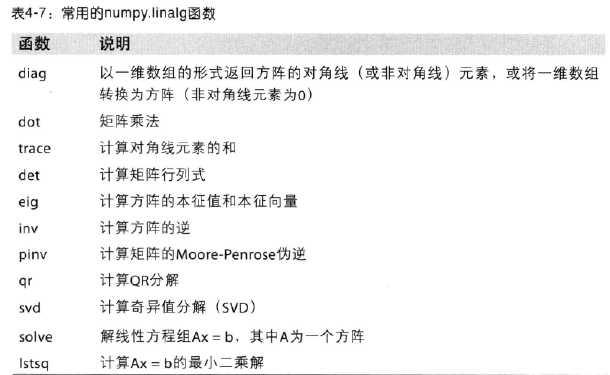 表4-7：常用的numpy.linalg函数
函数 说明
diag 以一维数组的形式返回方阵的对角线（或非对角线）元素，或将一维数组
转换为方阵（非对角线元素为0）
dot 矩阵乘法
trace 计算对角线元素的和
det 计算矩阵行列式
eig 计算方阵的本征值和本征向量
inv 计算方阵的逆
pinv 计算矩阵的Moore-Penrose伪逆
qr 计算QR分解
svd 计算奇异值分解（SVD）
solve 解线性方程组Ax = b，其中A为一个方阵
lstsq 计算Ax = b的最小二乘解